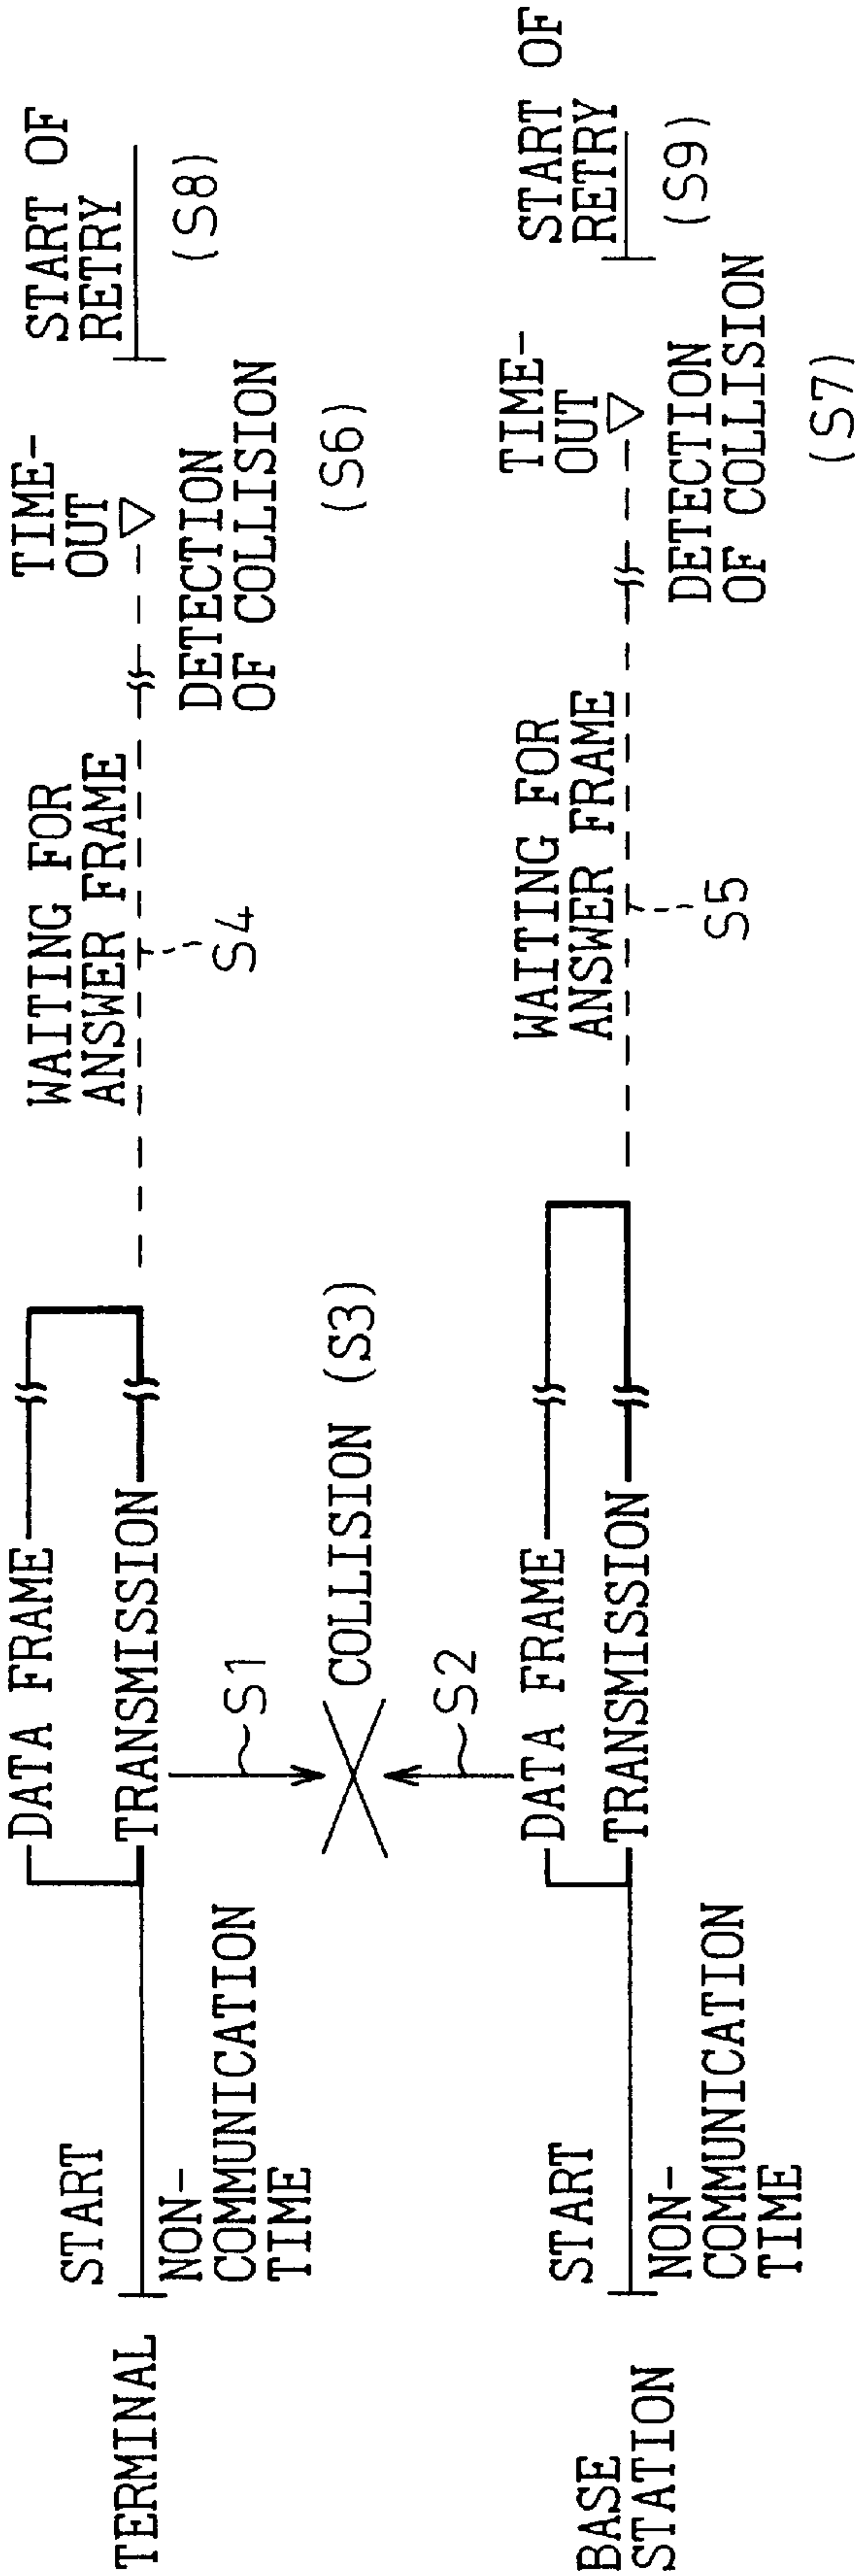 TERMINAL
START
NON-
COMMUNICATION
TIME
DATA FRAME
TRANSMISSION
S1
COLLISION (S3)
WAITING FOR
ANSWER FRAME
S4
TIME-
OUT
DETECTION
OF COLLISION
(S6)
START OF
RETRY
(S8)
BASE
STATION
START
NON-
COMMUNICATION
TIME
S2
DATA FRAME
TRANSMISSION
WAITING FOR
ANSWER FRAME
S5
TIME-
OUT
DETECTION
OF COLLISION
(S7)
START OF
RETRY
(S9)